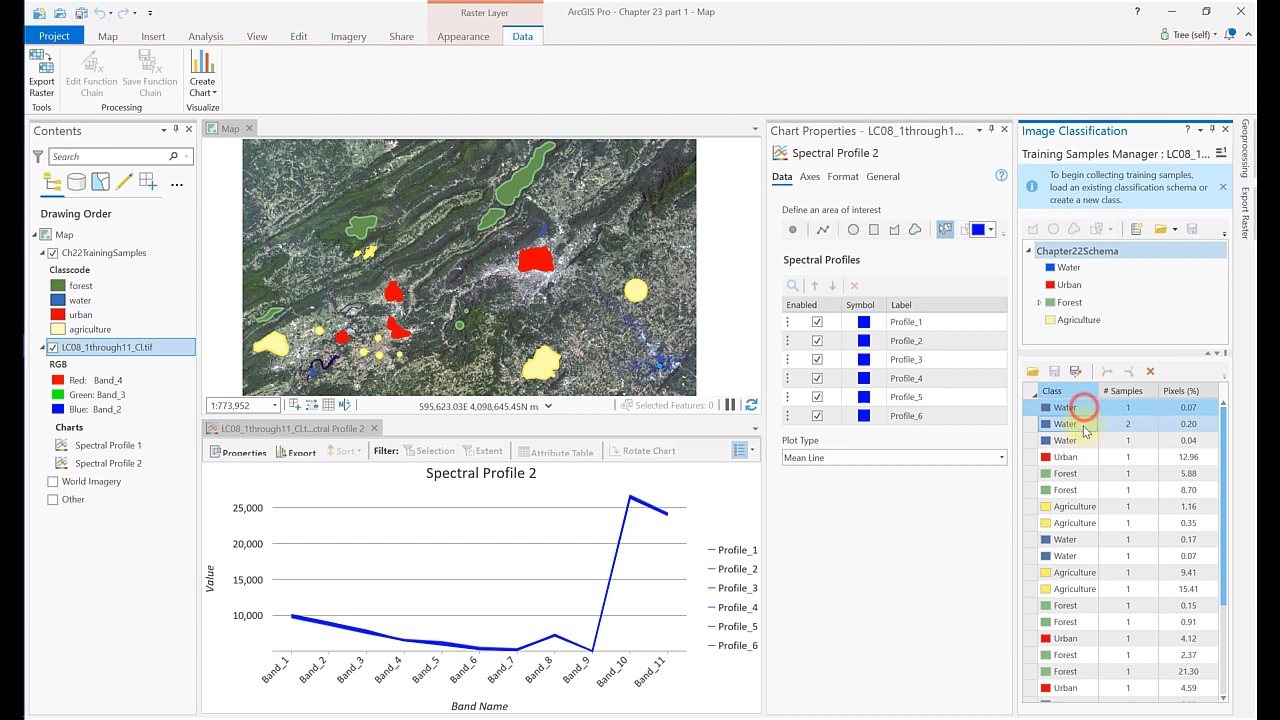 Raster Layer
ArcGIS Pro - Chapter 23 part 1 - Map
?
Project
Map
Insert
Analysis
View
Edit
Imagery
Share
Appearance
Data
Tree (self)
Export Raster
Edit Function Chain
Save Function Chain
Create Chart
Tools
Processing
Visualize
Contents
Search
Drawing Order
Map
Ch22TrainingSamples
Classcode
forest
water
urban
agriculture
LC08_1through11_Cl.tif
RGB
Red: Band_4
Green: Band_3
Blue: Band_2
Charts
Spectral Profile 1
Spectral Profile 2
World Imagery
Other
Map
1:773,952
595,623.03E 4,098,645.45N
Selected Features: 0
LC08_1through11_Cl.t...ctral Profile 2
Properties
Export
Sort
Filter:
Selection
Extent
Attribute Table
Rotate Chart
Spectral Profile 2
25,000
20,000
15,000
10,000
Value
Band_1
Band_2
Band_3
Band_4
Band_5
Band_6
Band_7
Band_8
Band_9
Band_10
Band_11
Band Name
Profile_1
Profile_2
Profile_3
Profile_4
Profile_5
Profile_6
Chart Properties - LC08_1through1...
Spectral Profile 2
Data
Axes
Format
General
Define an area of interest
Spectral Profiles
Enabled
Symbol
Label
Profile_1
Profile_2
Profile_3
Profile_4
Profile_5
Profile_6
Plot Type
Mean Line
Image Classification
Training Samples Manager : LC08_1...
To begin collecting training samples,
load an existing classification schema or
create a new class.
Chapter22Schema
Water
Urban
Forest
Agriculture
Class # Samples Pixels (%)
Water 1 0.07
Water 2 0.20
Water 1 0.04
Urban 1 12.96
Forest 1 5.88
Forest 1 8.70
Agriculture 1 1.16
Agriculture 1 0.35
Water 1 0.17
Water 1 0.07
Agriculture 1 9.41
Agriculture 1 15.41
Forest 1 0.15
Forest 1 0.91
Urban 1 4.12
Forest 1 2.37
Forest 1 21.30
Urban 1 4.59
Geoprocessing
Export Raster